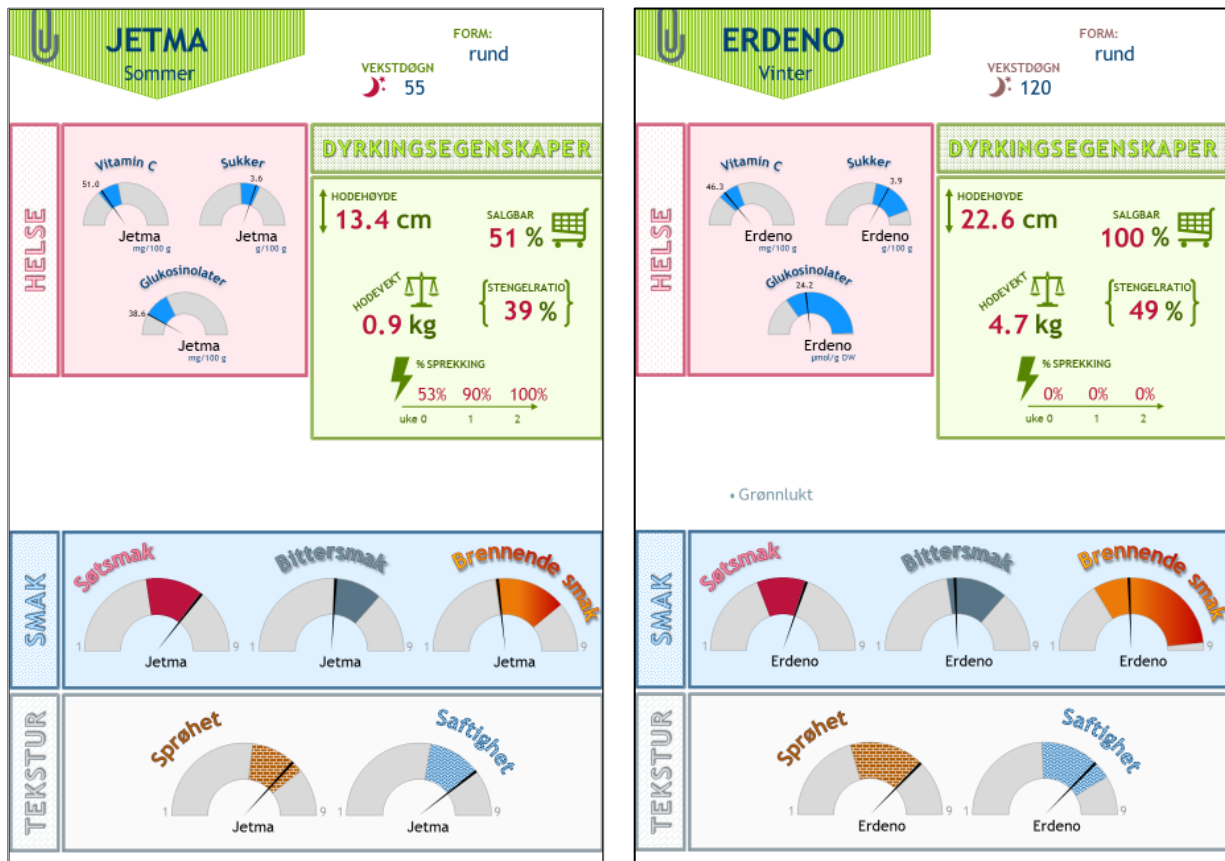 JETMA
Sommer
FORM:
rund
VEKSTDØGN
55
HELSE
Vitamin C
51.0
Jetma
mg/100 g
Sukker
3.6
Jetma
g/100 g
Glukosinolater
38.6
Jetma
mg/100 g
DYRKINGSEGENSKAPER
HODEHØYDE
13.4 cm
SALGBAR
51 %
HODEVEKT
0.9 kg
{STENGELRATIO}
39 %
% SPREKKING
53% 90% 100%
uke 0 1 2
SMAK
Søtsmak
1
Jetma
Bittersmak
Jetma
Brennende smak
9
Jetma
TEKSTUR
Sprøhet
1
Jetma
Saftighet
9
Jetma
ERDENO
Vinter
FORM:
rund
VEKSTDØGN
120
HELSE
Vitamin C
46.3
Erdeno
mg/100 g
Sukker
3.9
Erdeno
g/100 g
Glukosinolater
24.2
Erdeno
µmol/g DW
DYRKINGSEGENSKAPER
HODEHØYDE
22.6 cm
SALGBAR
100 %
HODEVEKT
4.7 kg
{STENGELRATIO}
49 %
% SPREKKING
0% 0% 0%
uke 0 1 2
• Grønnlukt
SMAK
Søtsmak
1
Erdeno
Bittersmak
Erdeno
Brennende smak
9
Erdeno
TEKSTUR
Sprøhet
1
Erdeno
Saftighet
9
Erdeno